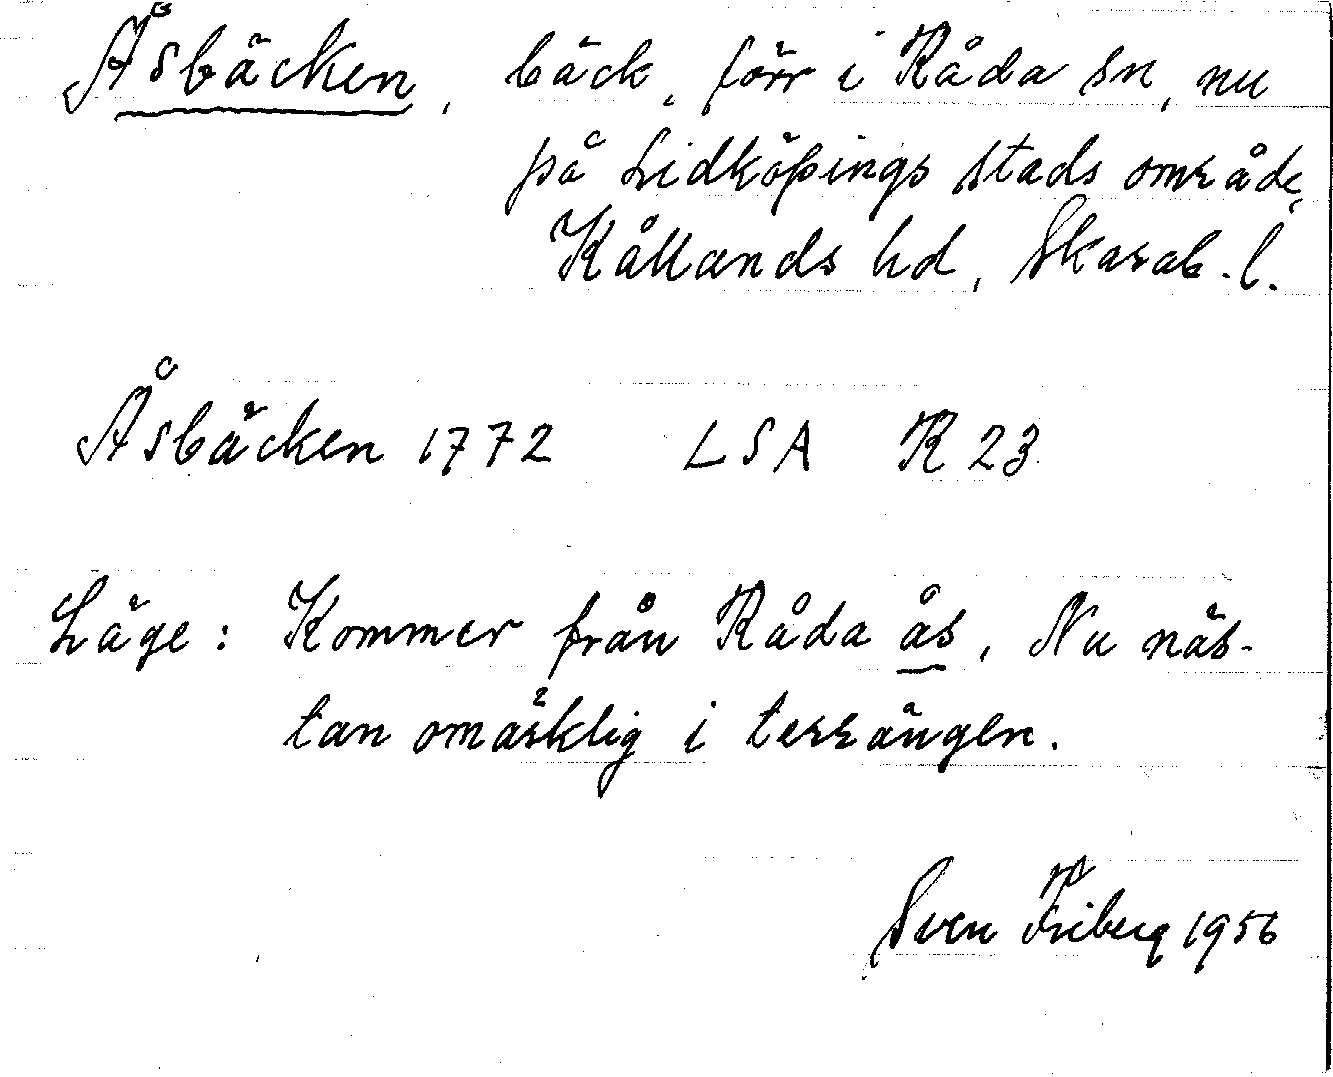 Åsbäcken, bäck, förr i Råda sn, nu
på Lidköpings stads område,
Kållands hd, Skarab. l.
Åsbäcken 1772 LSA R 23
Läge: Kommer från Råda ås. Nu näs-
tan omärklig i terrängen.
Sven Friberg 1956